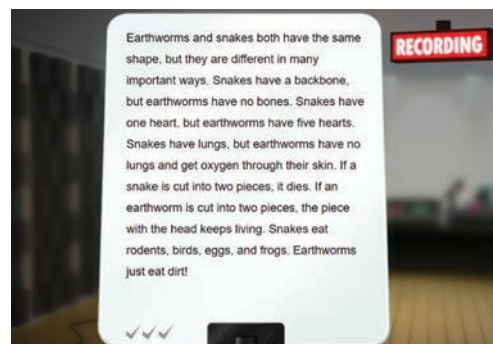 Earthworms and snakes both have the same
shape, but they are different in many
important ways. Snakes have a backbone,
but earthworms have no bones. Snakes have
one heart, but earthworms have five hearts.
Snakes have lungs, but earthworms have no
lungs and get oxygen through their skin. If a
snake is cut into two pieces, it dies. If an
earthworm is cut into two pieces, the piece
with the head keeps living. Snakes eat
rodents, birds, eggs, and frogs. Earthworms
just eat dirt!
RECORDING